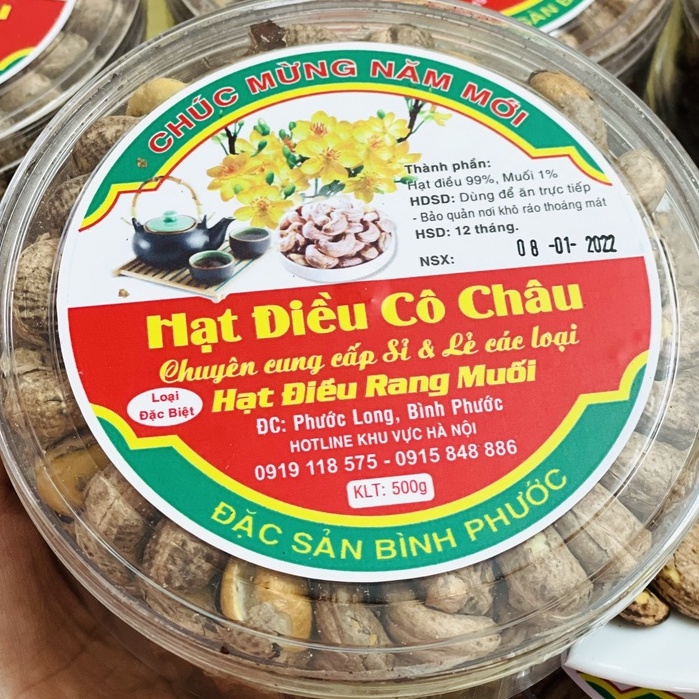 CHÚC MỪNG NĂM MỚI
Thành phần:
Hạt điều 99%, Muối 1%
HDSD: Dùng để ăn trực tiếp
- Bảo quản nơi khô ráo thoáng mát
HSD: 12 tháng.
NSX: 08 -01- 2022
Hạt Điều Cô Châu
Chuyên cung cấp Sỉ & Lẻ các loại
Loại
Đặc Biệt
Hạt Điều Rang Muối
ĐC: Phước Long, Bình Phước
HOTLINE KHU VỰC HÀ NỘI
0919 118 575 - 0915 848 886
KLT: 500g
ĐẶC SẢN BÌNH PHƯỚC